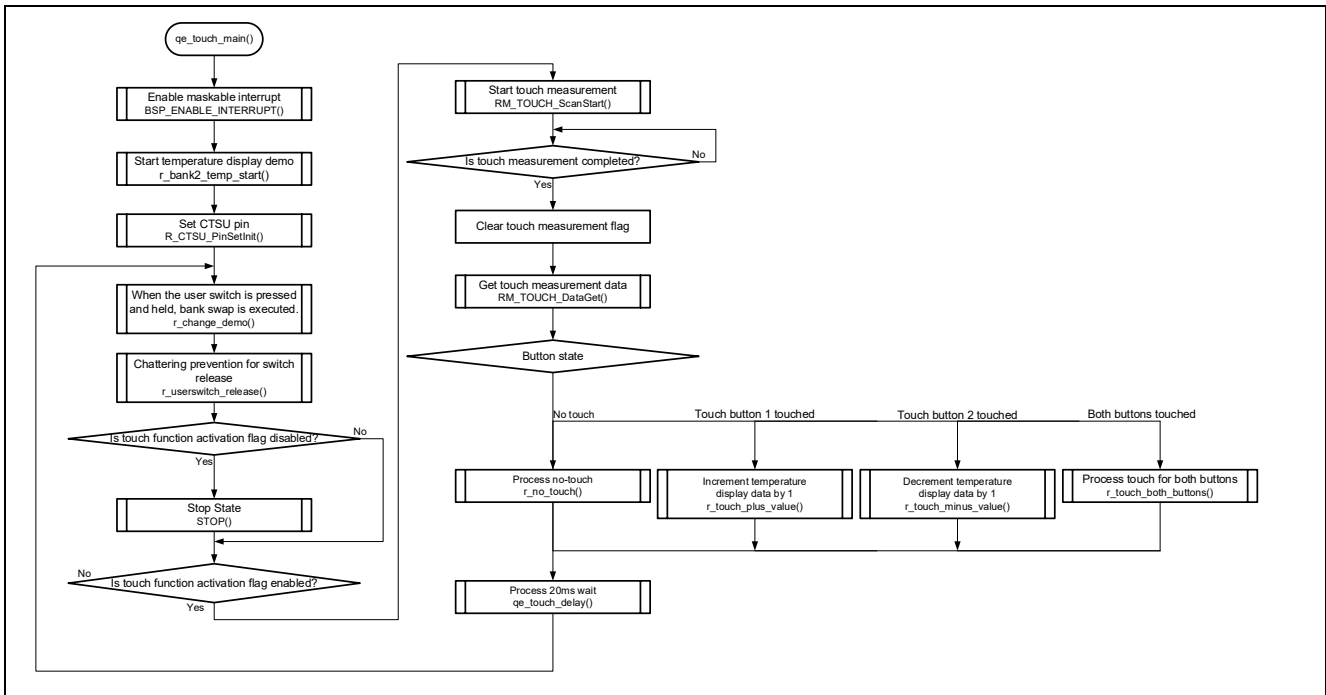 qe_touch_main()
Enable maskable interrupt
BSP_ENABLE_INTERRUPT()
Start temperature display demo
r_bank2_temp_start()
Set CTSU pin
R_CTSU_PinSetInit()
When the user switch is pressed
and held, bank swap is executed.
r_change_demo()
Chattering prevention for switch
release
r_userswitch_release()
Is touch function activation flag disabled?
No
Yes
Stop State
STOP()
No
Is touch function activation flag enabled?
Yes
Start touch measurement
RM_TOUCH_ScanStart()
Is touch measurement completed?
No
Yes
Clear touch measurement flag
Get touch measurement data
RM_TOUCH_DataGet()
Button state
No touch
Touch button 1 touched
Touch button 2 touched
Both buttons touched
Process no-touch
r_no_touch()
Increment temperature
display data by 1
r_touch_plus_value()
Decrement temperature
display data by 1
r_touch_minus_value()
Process touch for both buttons
r_touch_both_buttons()
Process 20ms wait
qe_touch_delay()